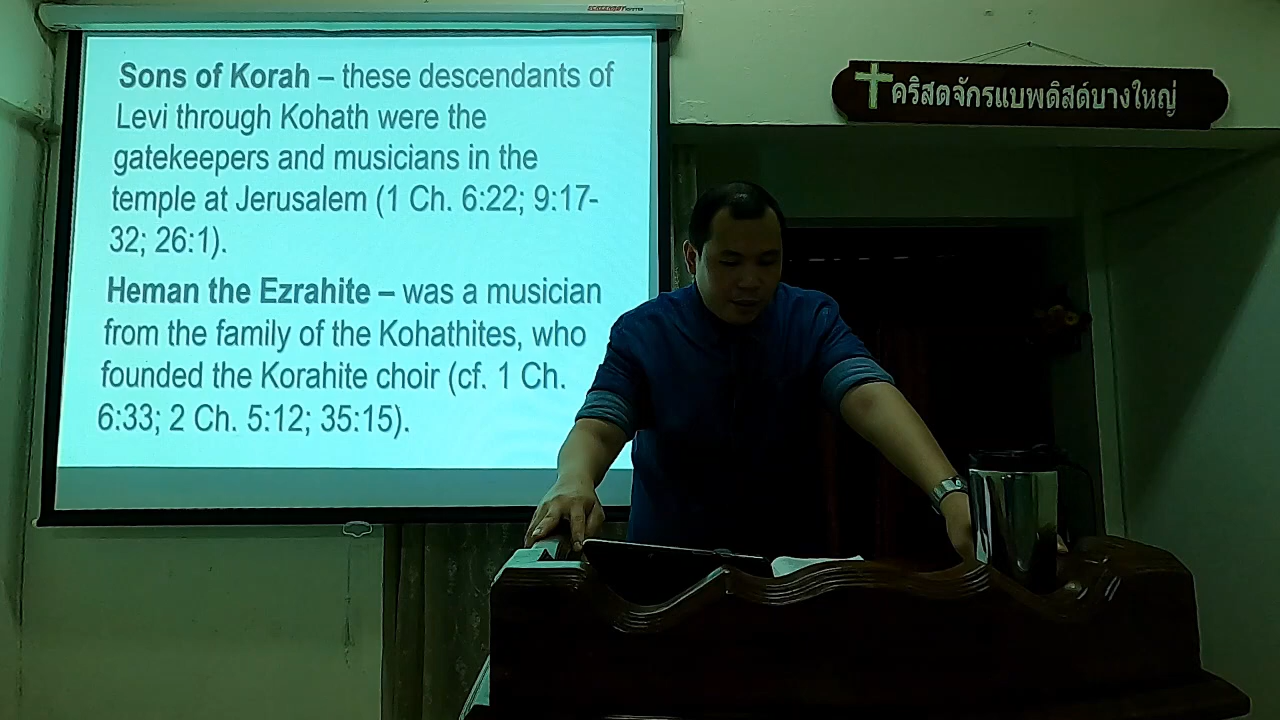 Sons of Korah – these descendants of
Levi through Kohath were the
gatekeepers and musicians in the
temple at Jerusalem (1 Ch. 6:22; 9:17-
32; 26:1).
Heman the Ezrahite – was a musician
from the family of the Kohathites, who
founded the Korahite choir (cf. 1 Ch.
6:33; 2 Ch. 5:12; 35:15).
คริสตจักรแบพติสต์บางใหญ่